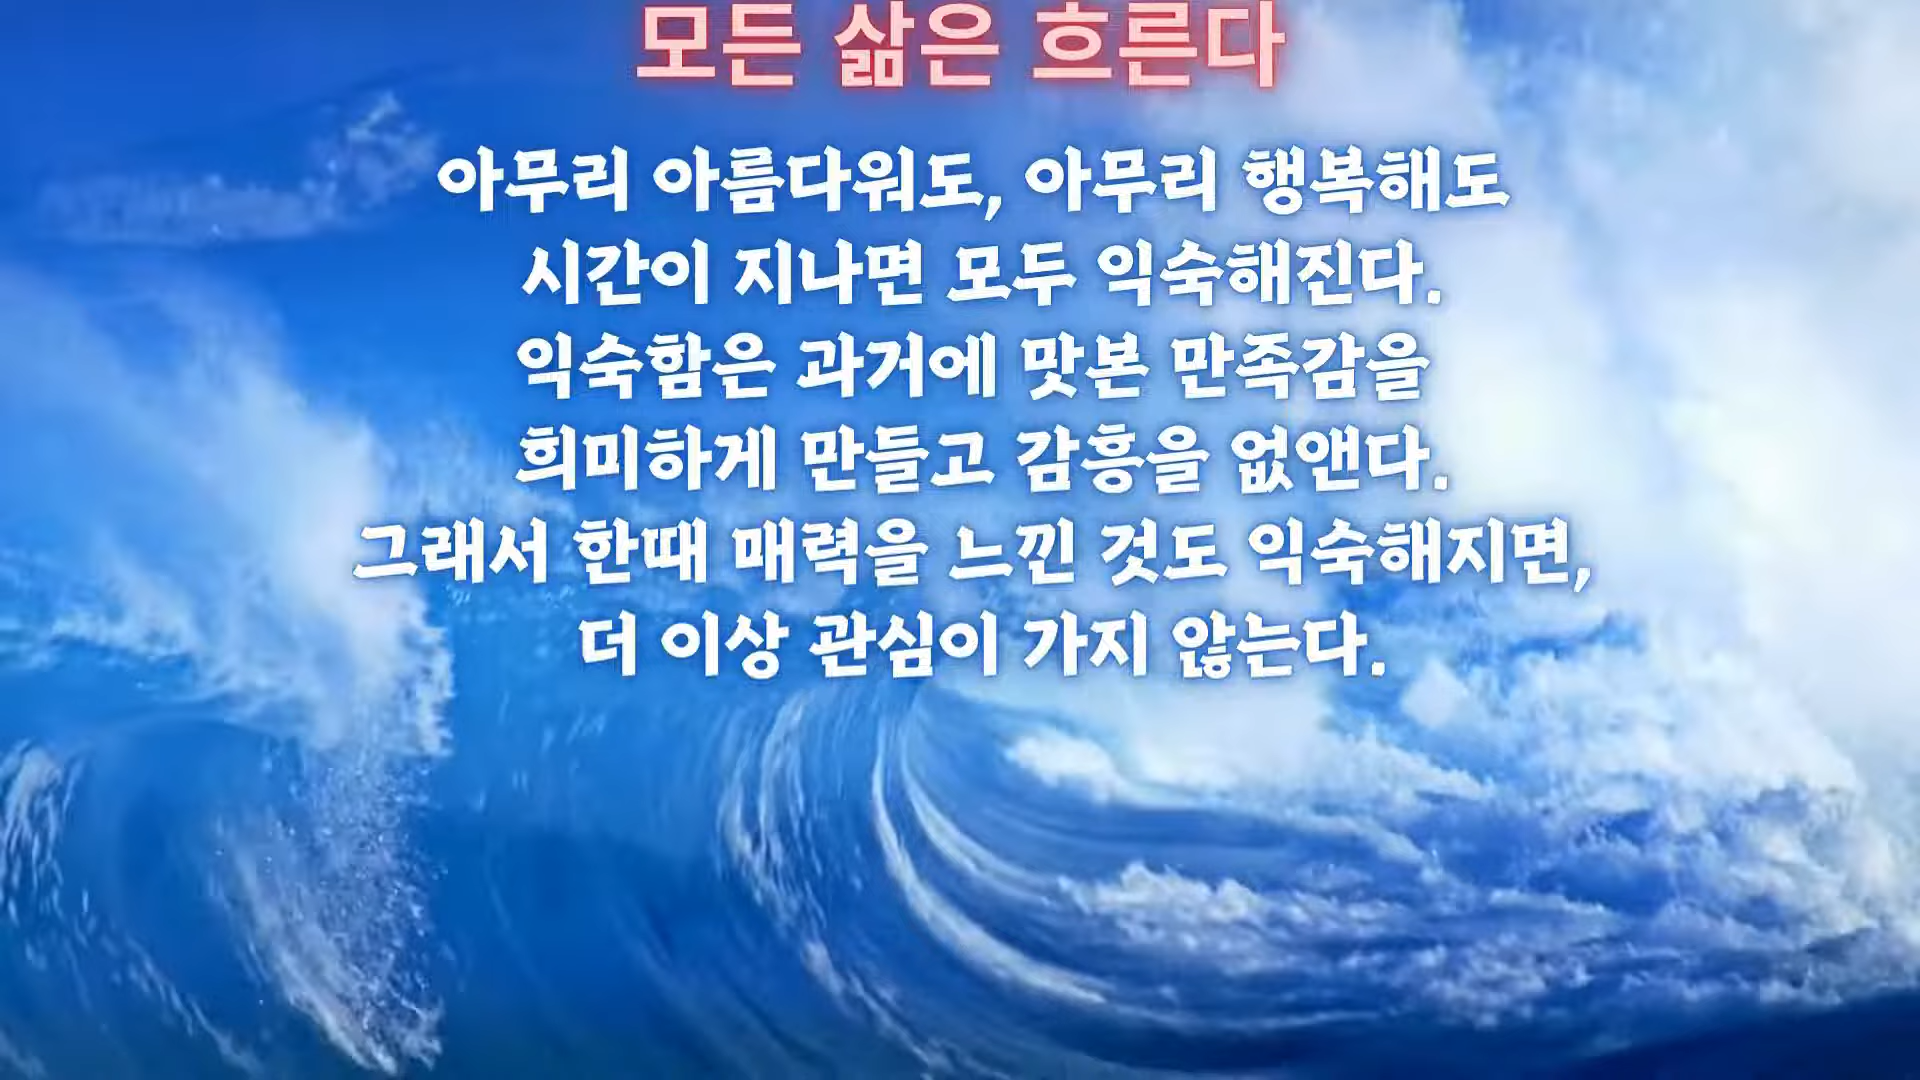 모든 삶은 흐른다
아무리 아름다워도, 아무리 행복해도
시간이 지나면 모두 익숙해진다.
익숙함은 과거에 맛본 만족감을
희미하게 만들고 감흥을 없앤다.
그래서 한때 매력을 느낀 것도 익숙해지면,
더 이상 관심이 가지 않는다.